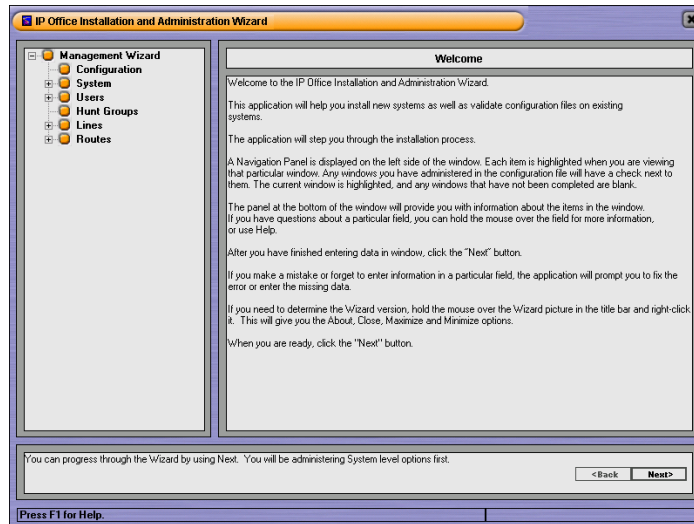 IP Office Installation and Administration Wizard
Management Wizard
Configuration
System
Users
Hunt Groups
Lines
Routes
Welcome
Welcome to the IP Office Installation and Administration Wizard.
This application will help you install new systems as well as validate configuration files on existing
systems.
The application will step you through the installation process.
A Navigation Panel is displayed on the left side of the window. Each item is highlighted when you are viewing
that particular window. Any windows you have administered in the configuration file will have a check next to
them. The current window is highlighted, and any windows that have not been completed are blank.
The panel at the bottom of the window will provide you with information about the items in the window.
If you have questions about a particular field, you can hold the mouse over the field for more information,
or use Help.
After you have finished entering data in window, click the "Next" button.
If you make a mistake or forget to enter information in a particular field, the application will prompt you to fix the
error or enter the missing data.
If you need to determine the Wizard version, hold the mouse over the Wizard picture in the title bar and right-click
it. This will give you the About, Close, Maximize and Minimize options.
When you are ready, click the "Next" button.
You can progress through the Wizard by using Next. You will be administering System level options first.
<Back Next>
Press F1 for Help.